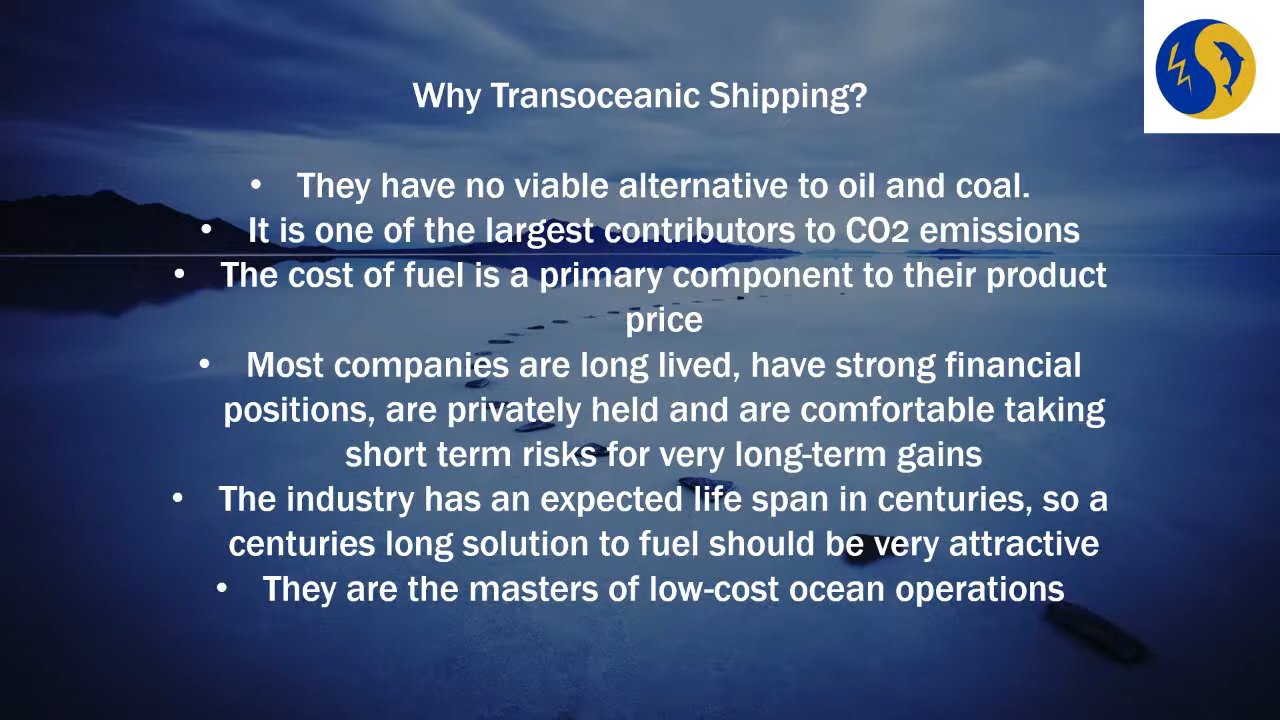 Why Transoceanic Shipping?
• They have no viable alternative to oil and coal.
• It is one of the largest contributors to CO2 emissions
• The cost of fuel is a primary component to their product
price
• Most companies are long lived, have strong financial
positions, are privately held and are comfortable taking
short term risks for very long-term gains
• The industry has an expected life span in centuries, so a
centuries long solution to fuel should be very attractive
• They are the masters of low-cost ocean operations